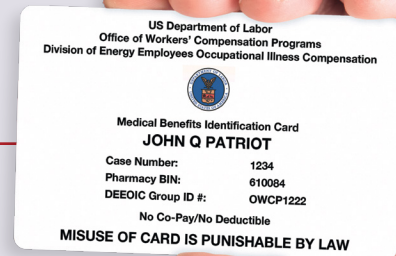 US Department of Labor
Office of Workers' Compensation Programs
Division of Energy Employees Occupational Illness Compensation
Medical Benefits Identification Card
JOHN Q PATRIOT
Case Number: 1234
Pharmacy BIN: 610084
DEEOIC Group ID #: OWCP1222
No Co-Pay/No Deductible
MISUSE OF CARD IS PUNISHABLE BY LAW